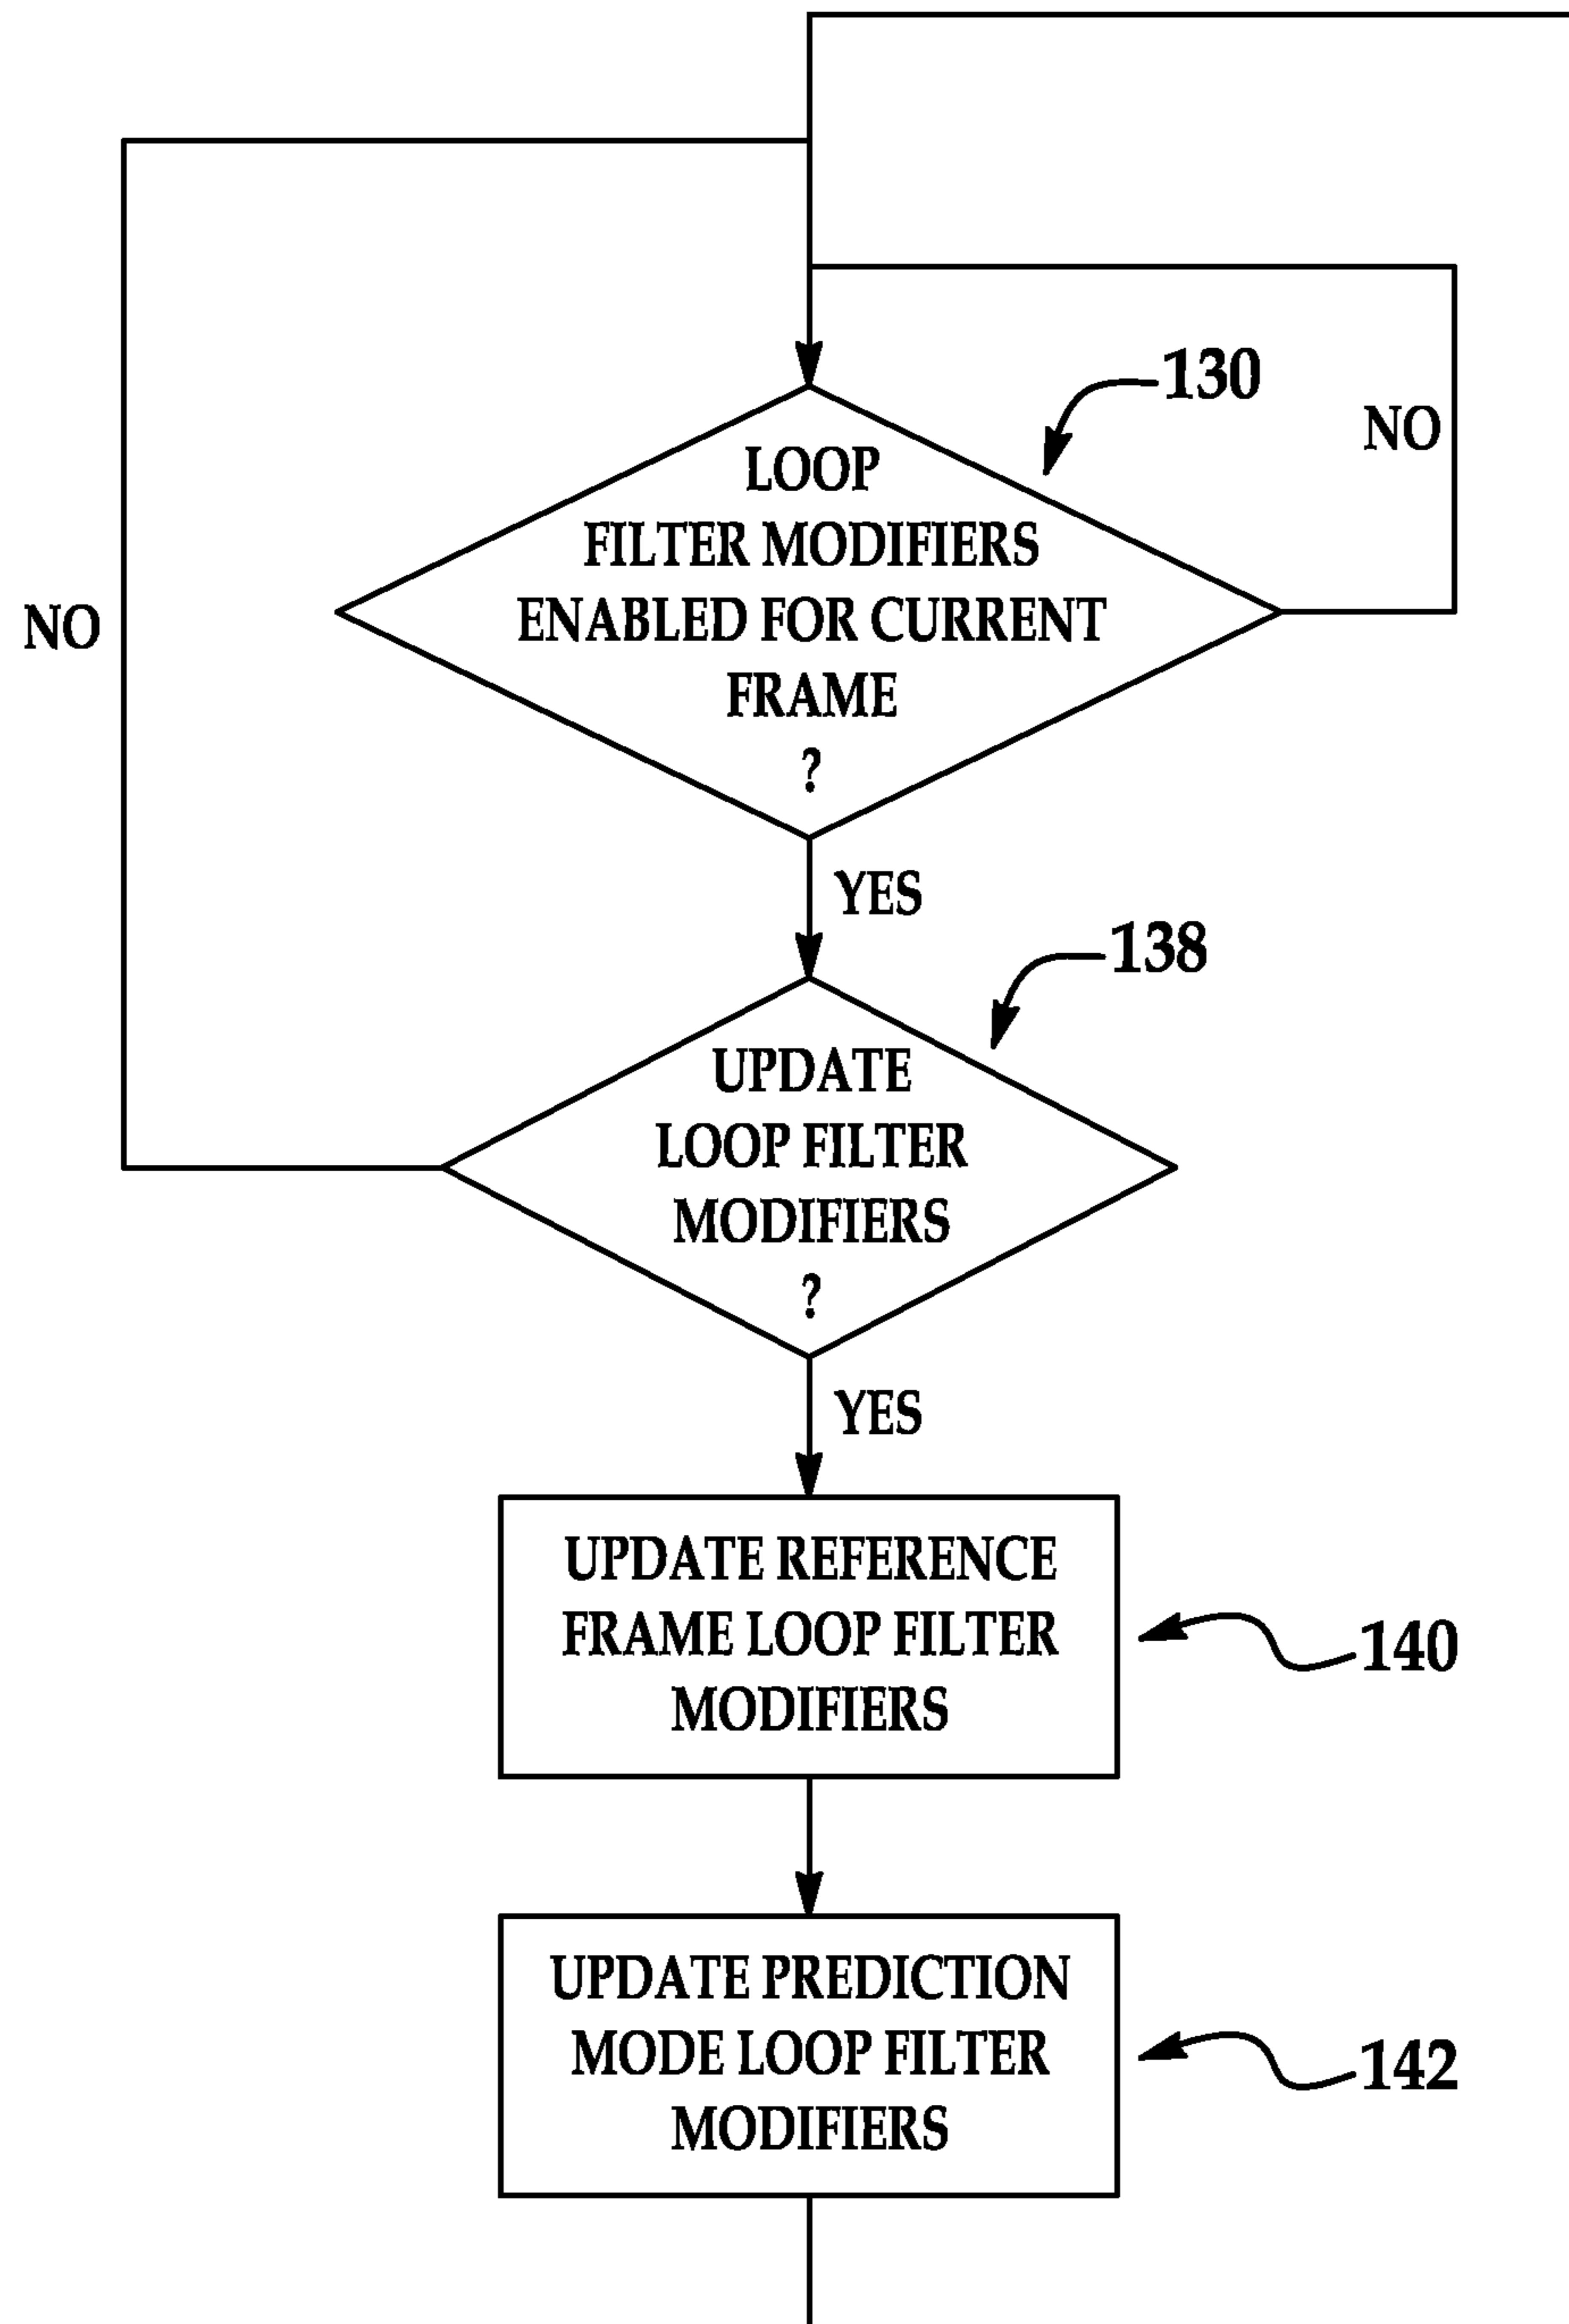 130
NO
LOOP
FILTER MODIFIERS
ENABLED FOR CURRENT
FRAME
?
NO
YES
138
UPDATE
LOOP FILTER
MODIFIERS
?
YES
UPDATE REFERENCE
FRAME LOOP FILTER
MODIFIERS
140
UPDATE PREDICTION
MODE LOOP FILTER
MODIFIERS
142